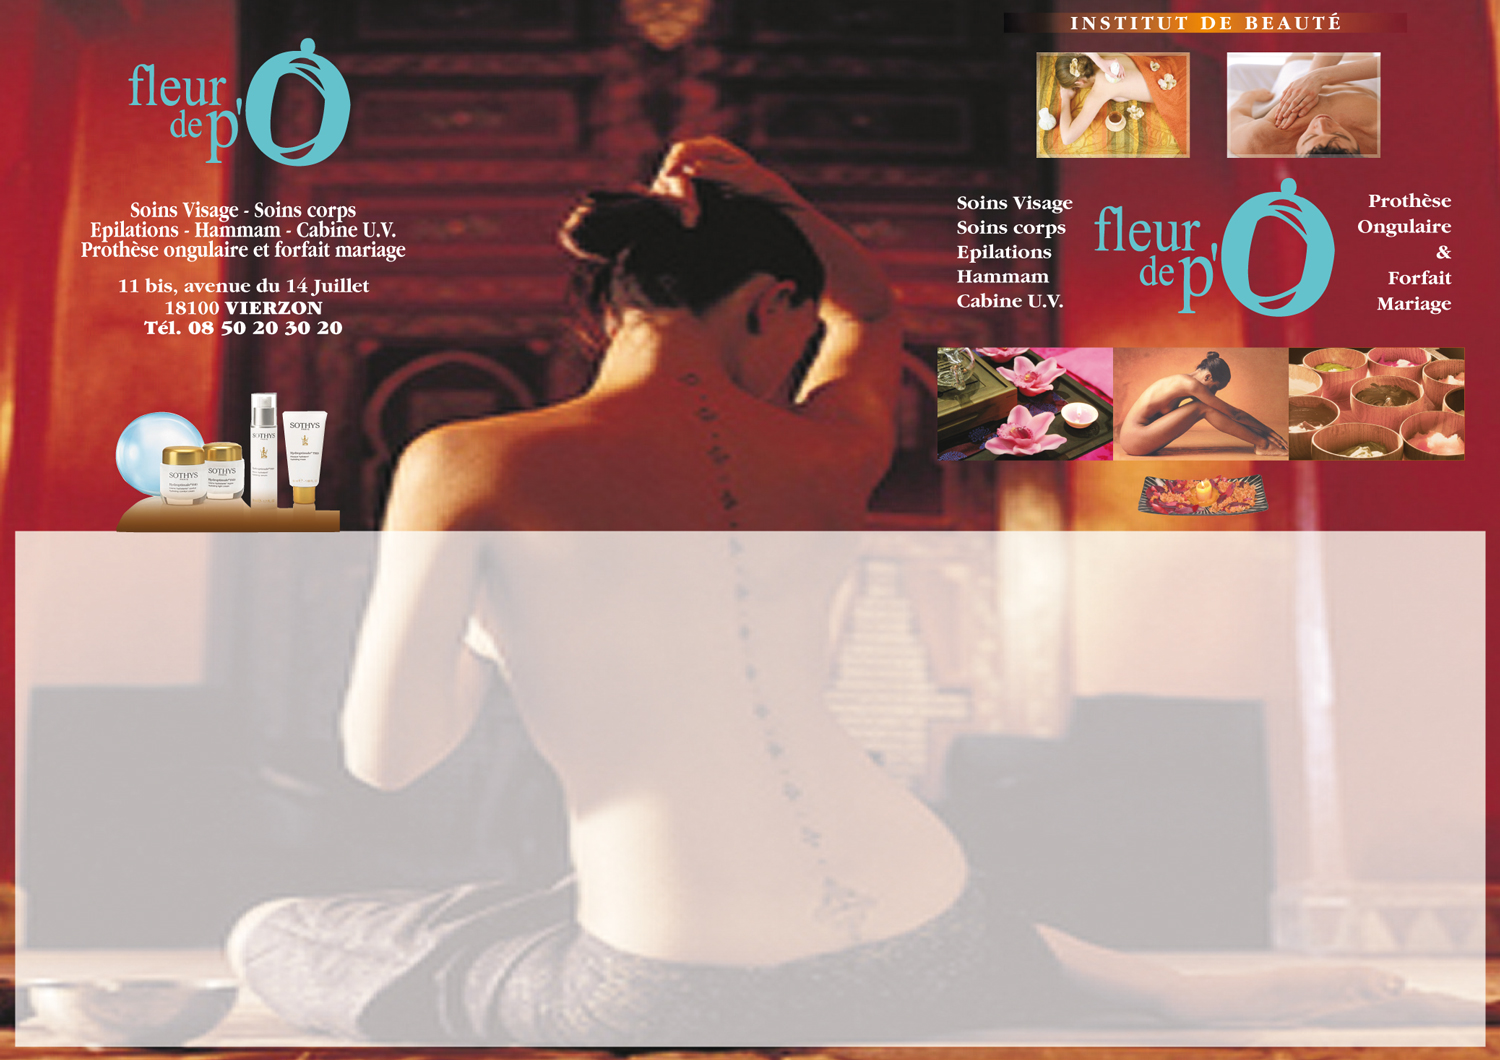 fleur
de p'Ô
Soins Visage - Soins corps
Epilations - Hammam - Cabine U.V.
Prothèse ongulaire et forfait mariage
11 bis, avenue du 14 Juillet
18100 VIERZON
Tél. 08 50 20 30 20
SOTHYS
SOTHYS
SOTHYS
SOTHYS
INSTITUT DE BEAUTÉ
Soins Visage
Soins corps
Epilations
Hammam
Cabine U.V.
fleur
de p'Ô
Prothèse
Ongulaire
&
Forfait
Mariage